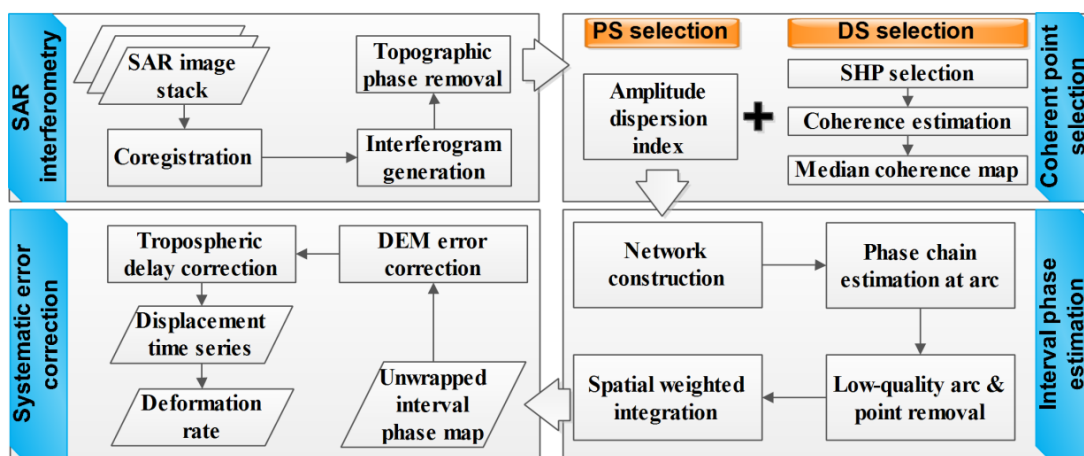 SAR
interferometry
SAR image
stack
Coregistration
Topographic
phase removal
Interferogram
generation
PS selection
Amplitude
dispersion
index
DS selection
SHP selection
Coherence estimation
Median coherence map
Coherent point
selection
Network
construction
Phase chain
estimation at arc
Spatial weighted
integration
Low-quality arc &
point removal
Interval phase
estimation
Systematic error
correction
Tropospheric
delay correction
DEM error
correction
Displacement
time series
Deformation
rate
Unwrapped
interval
phase map